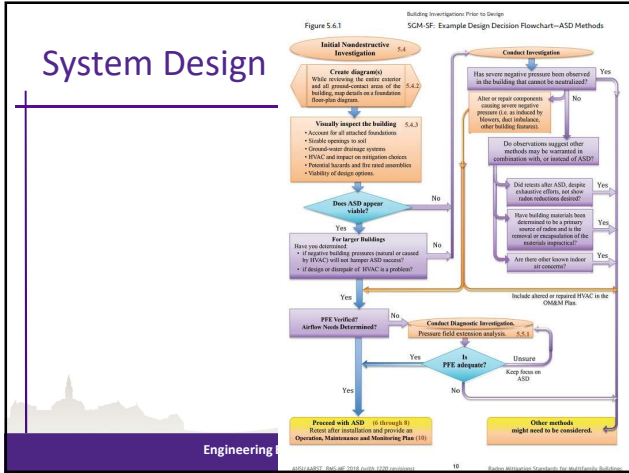 System Design
Building Investigations Prior to Design
Figure 5.6.1
SGM-SF: Example Design Decision Flowchart—ASD Methods
Initial Nondestructive
Investigation
5.4
Create diagram(s)
While reviewing the entire exterior
and all ground-contact areas of the
building, map details on a foundation
floor-plan diagram.
5.4.2
Visually inspect the building
5.4.3
• Account for all attached foundations
• Sizable openings to soil
• Ground-water drainage systems
• HVAC and impact on mitigation choices
• Potential hazards and fire rated assemblies
• Viability of design options.
Does ASD appear
viable?
No
Yes
For larger Buildings
Have you determined:
• if negative building pressures (natural or caused
by HVAC) will not hamper ASD success?
• if design or disrepair of HVAC is a problem?
No
Yes
PFE Verified?
Airflow Needs Determined?
No
Yes
Conduct Investigation
Has severe negative pressure been observed
in the building that cannot be neutralized?
Yes
No
Alter or repair components
causing severe negative
pressure (i.e. as induced by
blowers, duct imbalance,
other building features).
Do observations suggest other
methods may be warranted in
combination with, or instead of ASD?
Did retests after ASD, despite
exhaustive efforts, not show
radon reductions desired?
Yes
Have building materials been
determined to be a primary
source of radon and is the
removal or encapsulation of the
materials impractical?
Yes
Are there other known indoor
air concerns?
Yes
Include altered or repaired HVAC in the
OM&M Plan.
Conduct Diagnostic Investigation.
Pressure field extension analysis.
5.5.1
Is
PFE adequate?
Yes
Unsure
Keep focus on
ASD
No
Proceed with ASD (6 through 8)
Retest after installation and provide an
Operation, Maintenance and Monitoring Plan (10)
Other methods
might need to be considered.
Engineering
ANSI/AARST RMS-MF 2018 (with 1220 revisions)
10
Radon Mitigation Standards for Multifamily Buildings